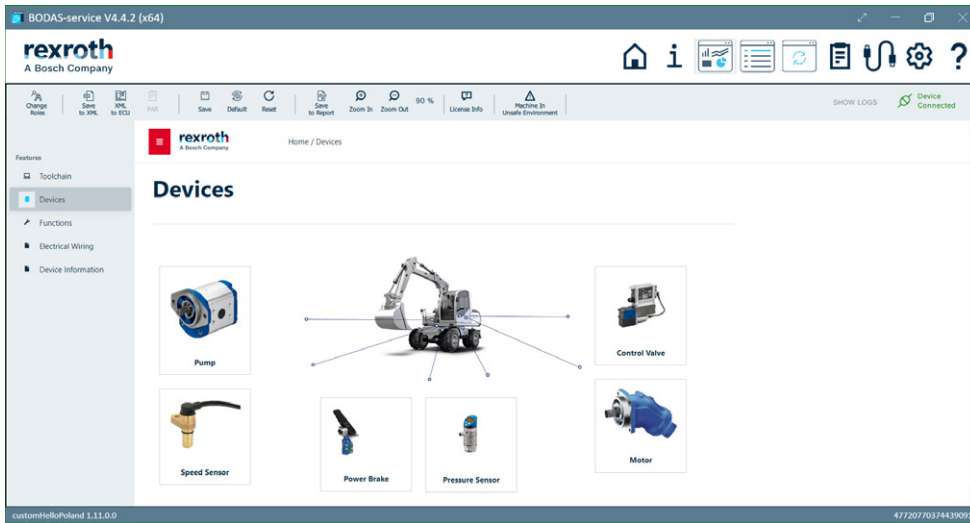 BODAS-service V4.4.2 (x64)
rexroth
A Bosch Company
Change
Roles
Save
to XML
XML
to ECU
PAR
Save
Default
Reset
Save
to Report
Zoom In
Zoom Out
90 %
License Info
Machine In
Unsafe Environment
SHOW LOGS
Device
Connected
rexroth
A Bosch Company
Home / Devices
Features
Toolchain
Devices
Functions
Electrical Wiring
Device Information
Devices
Pump
Control Valve
Speed Sensor
Power Brake
Pressure Sensor
Motor
customHelloPoland 1.11.0.0